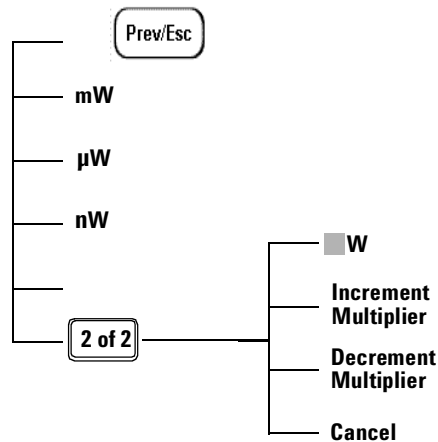 Prev/Esc
mW
µW
nW
2 of 2
W
Increment
Multiplier
Decrement
Multiplier
Cancel